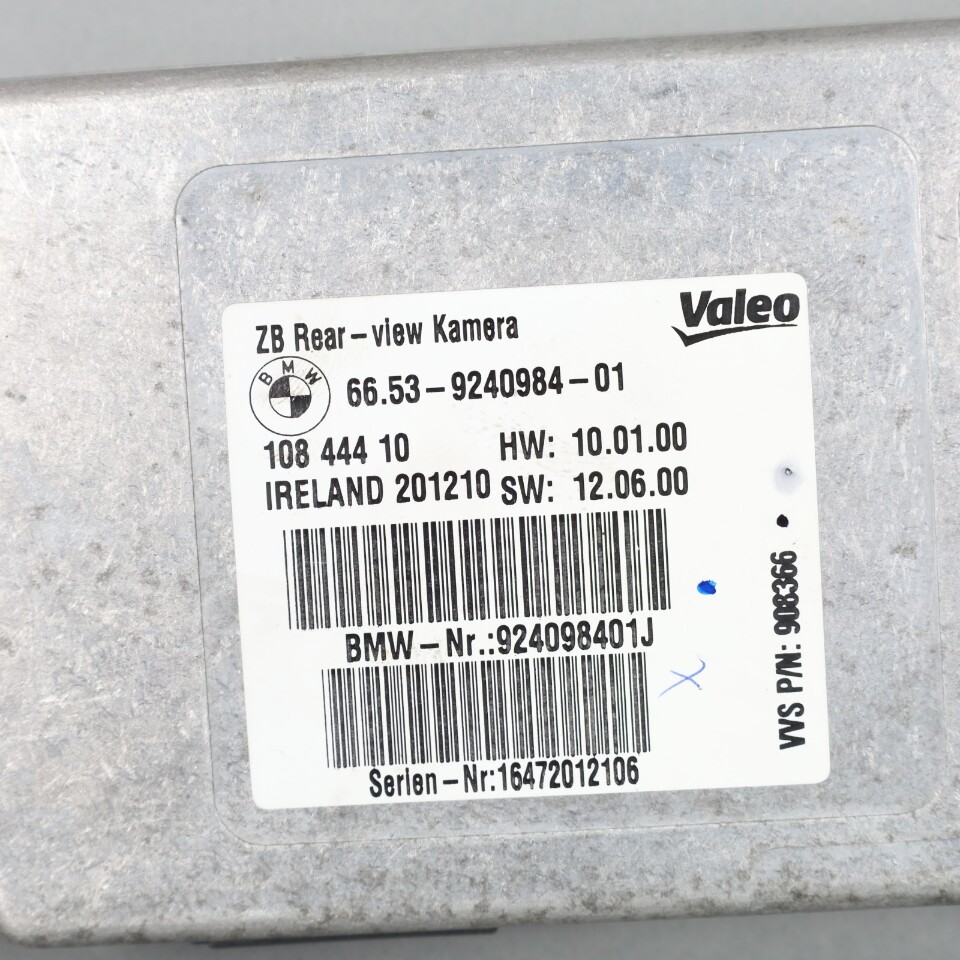 Valeo
ZB Rear-view Kamera
BMW
66.53-9240984-01
108 444 10 HW: 10.01.00
IRELAND 201210 SW: 12.06.00
BMW-Nr.:924098401J
Serien-Nr:16472012106
VVS P/N: 908366
X